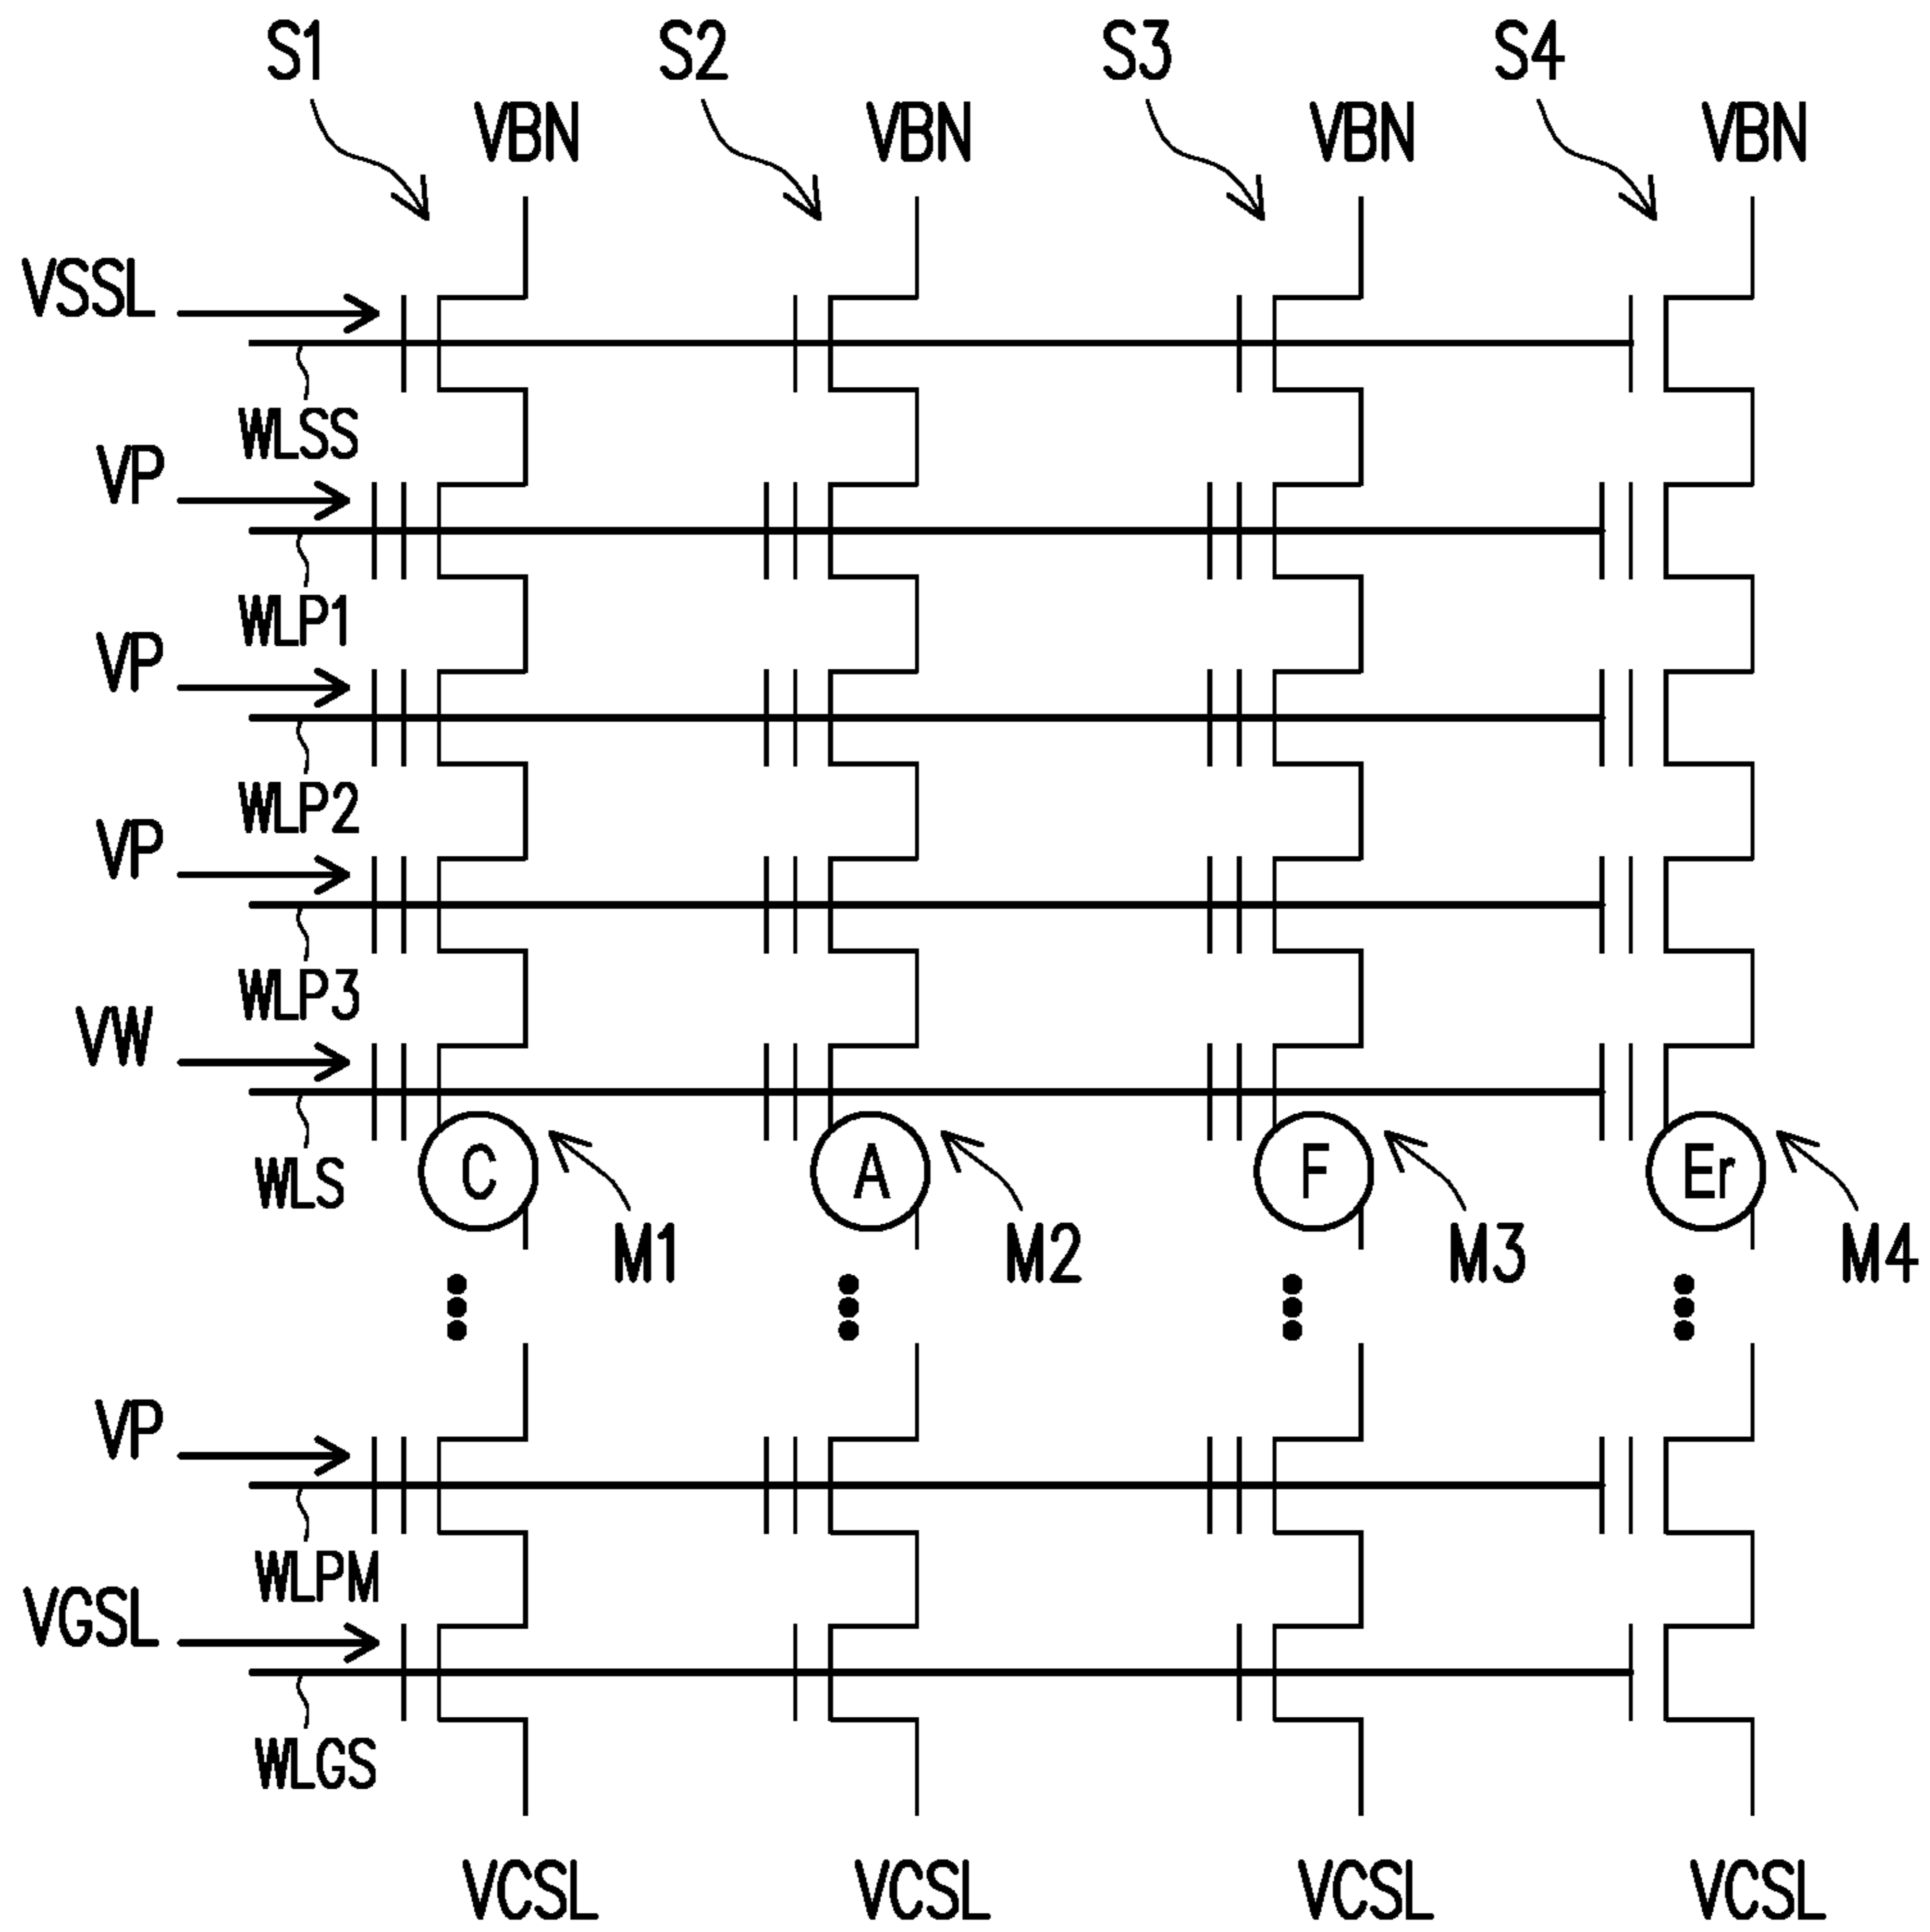 S1 S2 S3 S4
VBN VBN VBN VBN
VSSL
WLSS
VP
WLP1
VP
WLP2
VP
WLP3
VW
C A F Er
WLS
M1 M2 M3 M4
VP
WLPM
VGSL
WLGS
VCSL VCSL VCSL VCSL